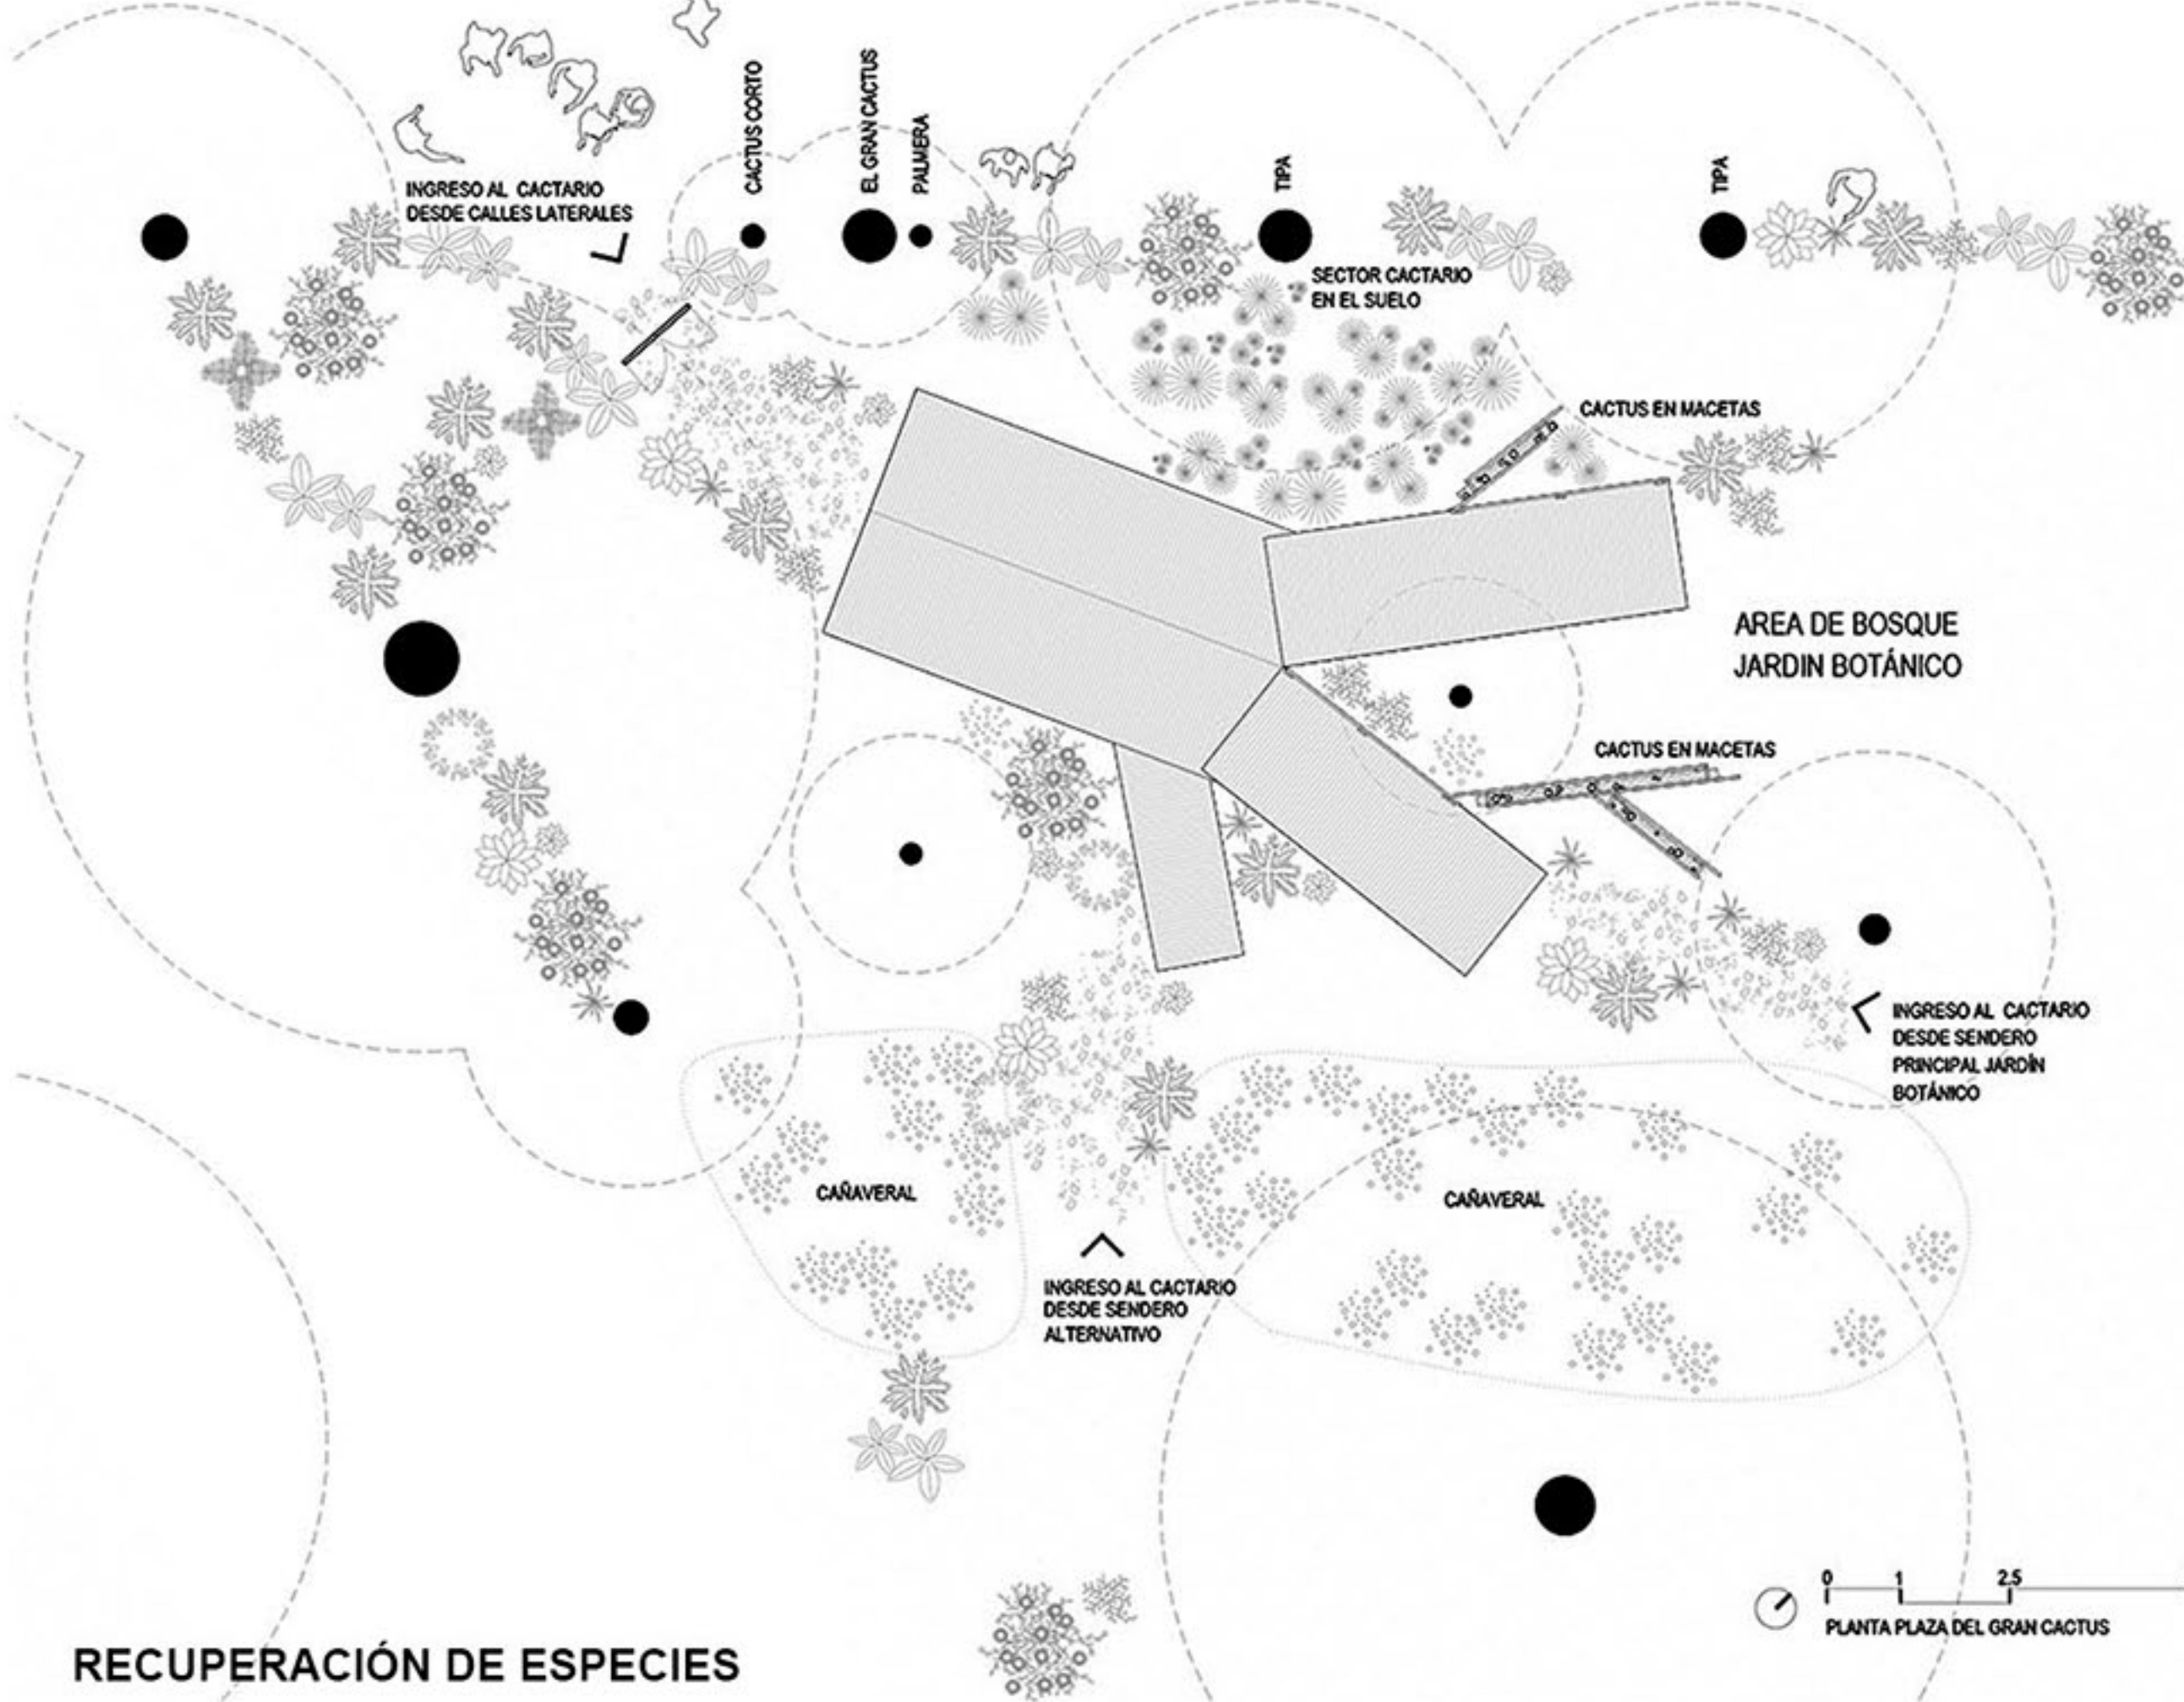 CACTUS CORTO
EL GRAN CACTUS
PALMERA
TIPA
TIPA
INGRESO AL CACTARIO
DESDE CALLES LATERALES
SECTOR CACTARIO
EN EL SUELO
CACTUS EN MACETAS
AREA DE BOSQUE
JARDIN BOTÁNICO
CACTUS EN MACETAS
INGRESO AL CACTARIO
DESDE SENDERO
PRINCIPAL JARDÍN
BOTÁNICO
CAÑAVERAL
CAÑAVERAL
INGRESO AL CACTARIO
DESDE SENDERO
ALTERNATIVO
0 1 2.5
PLANTA PLAZA DEL GRAN CACTUS
RECUPERACIÓN DE ESPECIES